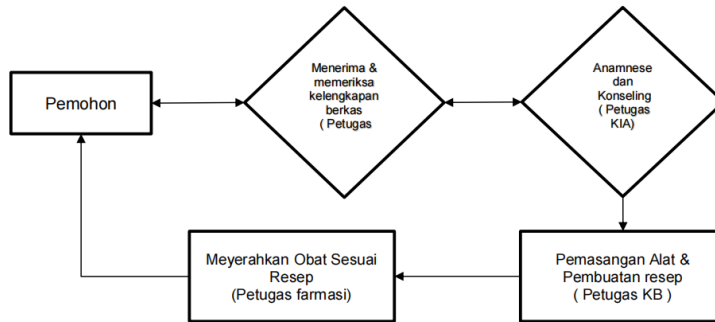 Pemohon
Menerima &
memeriksa
kelengkapan
berkas
( Petugas
Anamnese
dan
Konseling
( Petugas
KIA)
Meyerahkan Obat Sesuai
Resep
(Petugas farmasi)
Pemasangan Alat &
Pembuatan resep
( Petugas KB )